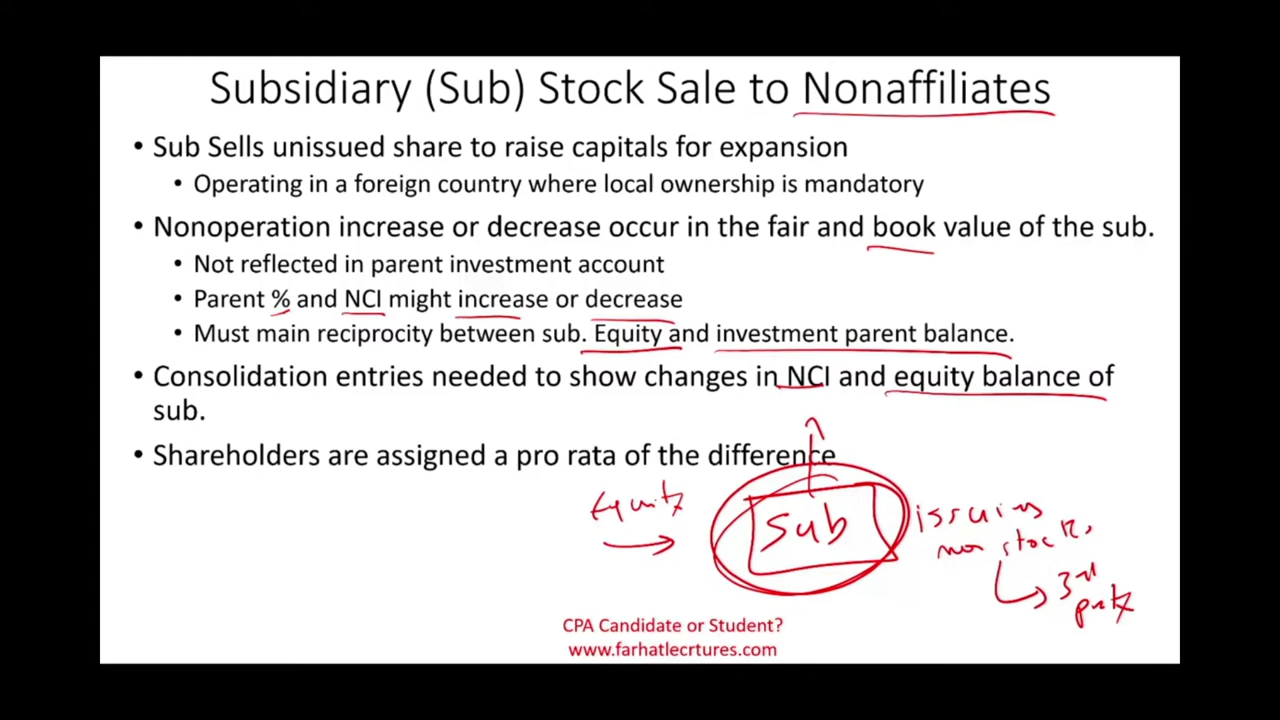 Subsidiary (Sub) Stock Sale to Nonaffiliates
• Sub Sells unissued share to raise capitals for expansion
• Operating in a foreign country where local ownership is mandatory
• Nonoperation increase or decrease occur in the fair and book value of the sub.
• Not reflected in parent investment account
• Parent % and NCI might increase or decrease
• Must main reciprocity between sub. Equity and investment parent balance.
• Consolidation entries needed to show changes in NCI and equity balance of
sub.
• Shareholders are assigned a pro rata of the difference
Equity
Sub
issuing
stock
3rd
CPA Candidate or Student?
www.farhatlecrtures.com